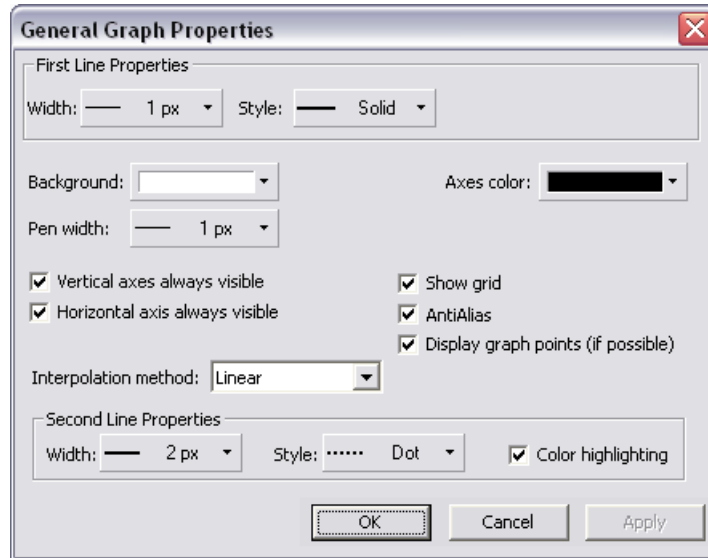 General Graph Properties
First Line Properties
Width: 1 px Style: Solid
Background: Axes color:
Pen width: 1 px
Vertical axes always visible
Show grid
Horizontal axis always visible
AntiAlias
Display graph points (if possible)
Interpolation method: Linear
Second Line Properties
Width: 2 px Style: Dot Color highlighting
OK Cancel Apply